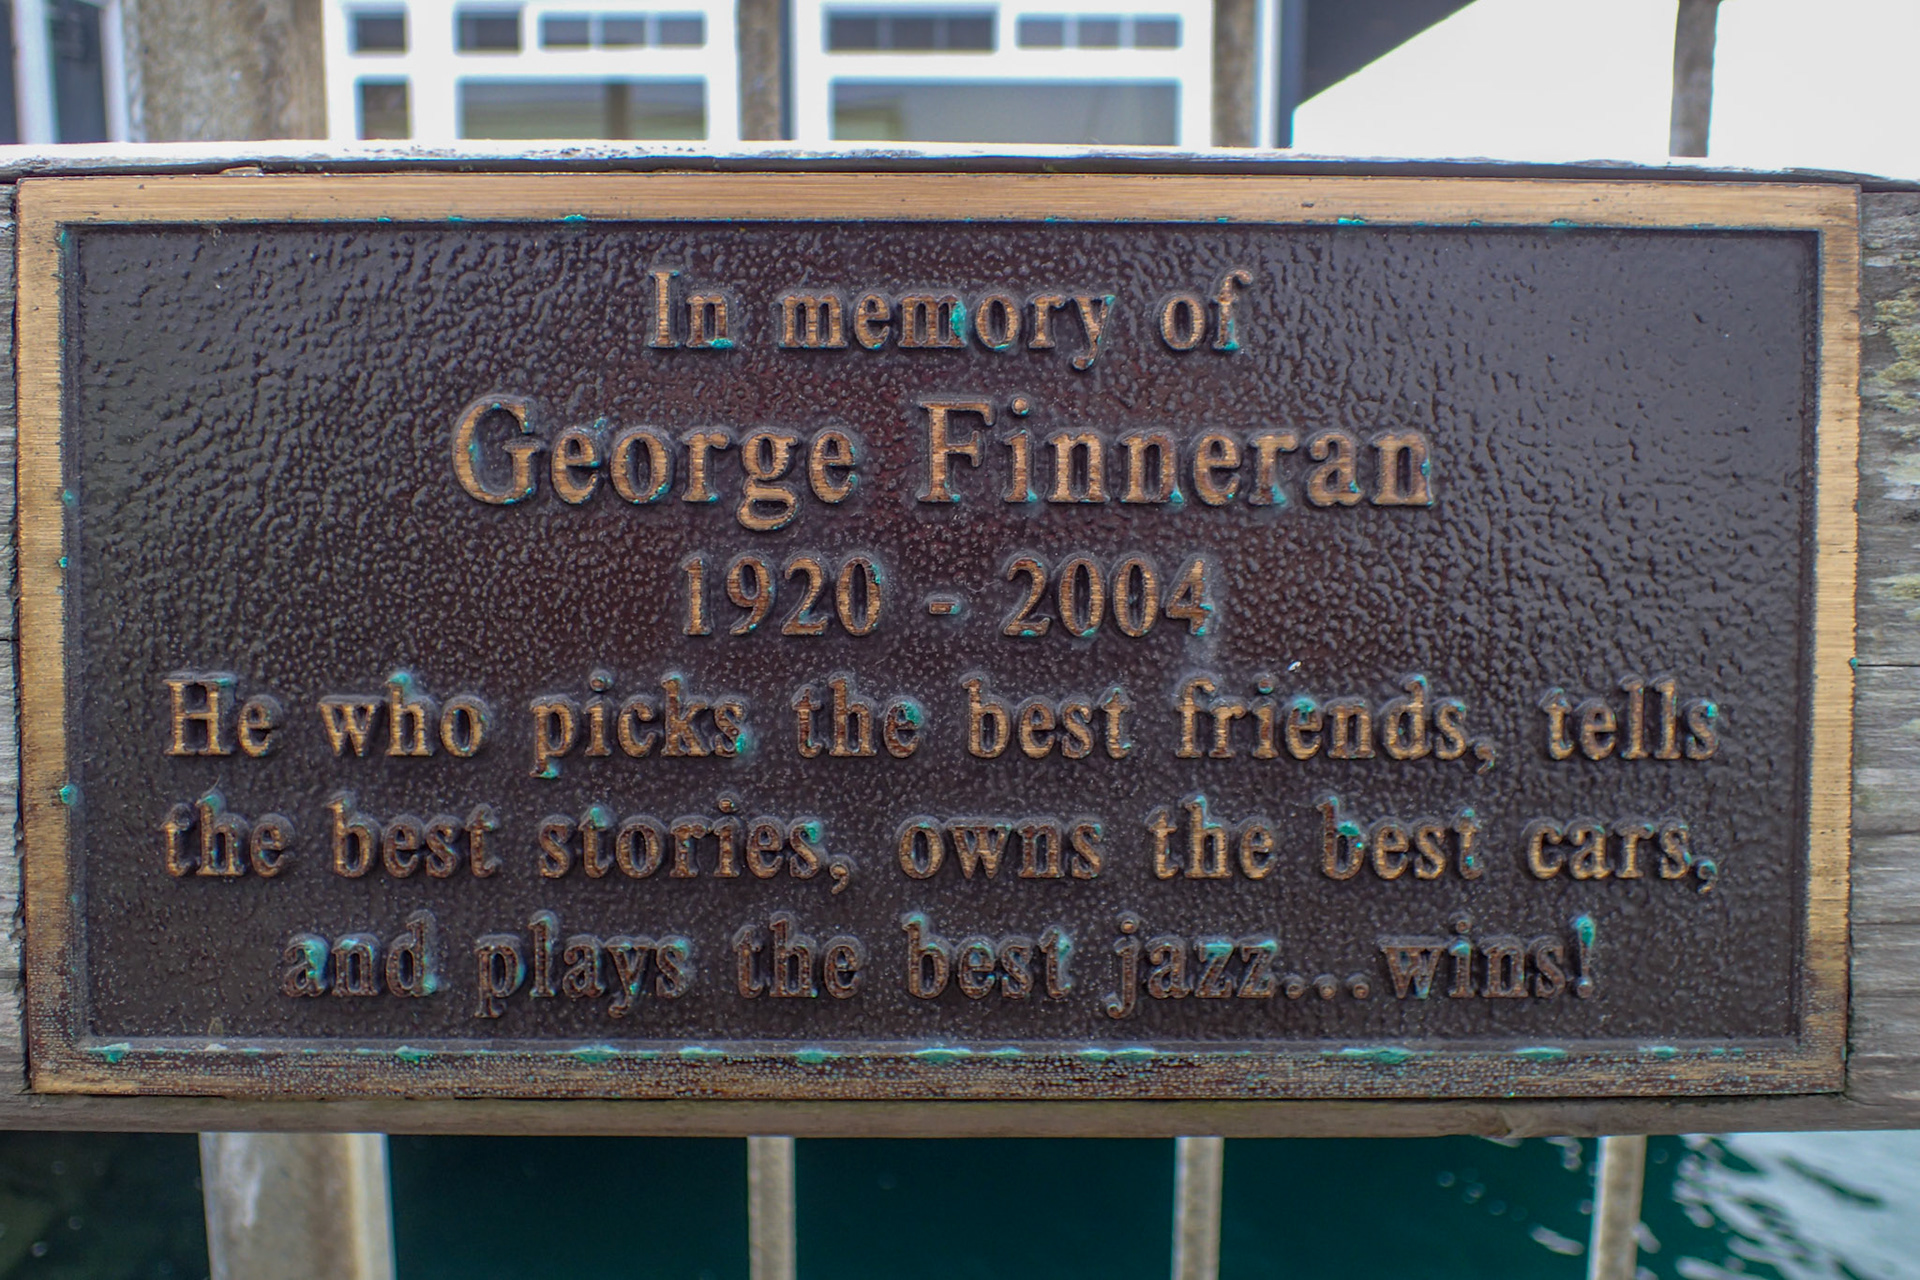 In memory of
George Finneran
1920 - 2004
He who picks the best friends, tells
the best stories, owns the best cars,
and plays the best jazz...wins!